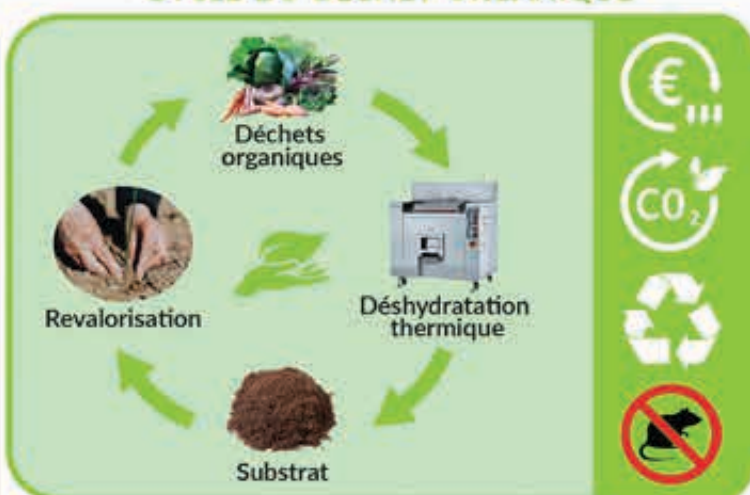 Déchets
organiques
Déshydratation
thermique
Substrat
Revalorisation
€
CO₂